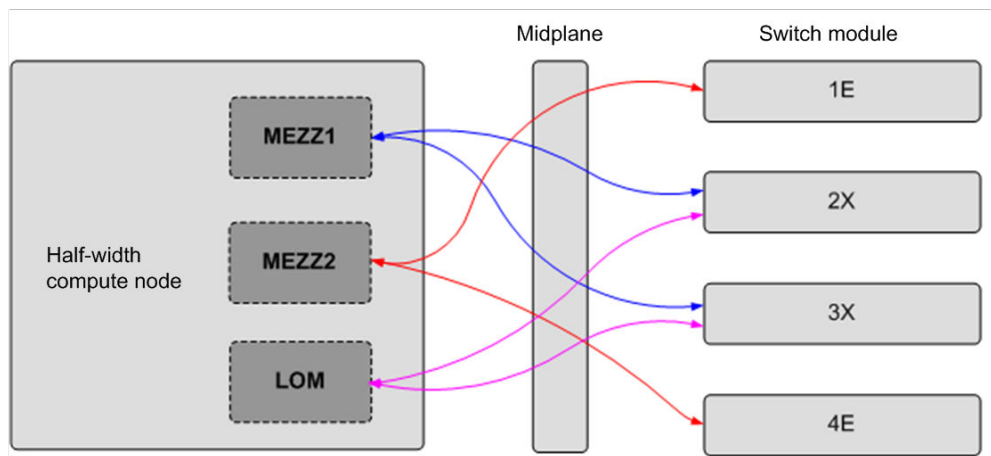 Midplane
Switch module
MEZZ1
MEZZ2
LOM
Half-width
compute node
1E
2X
3X
4E